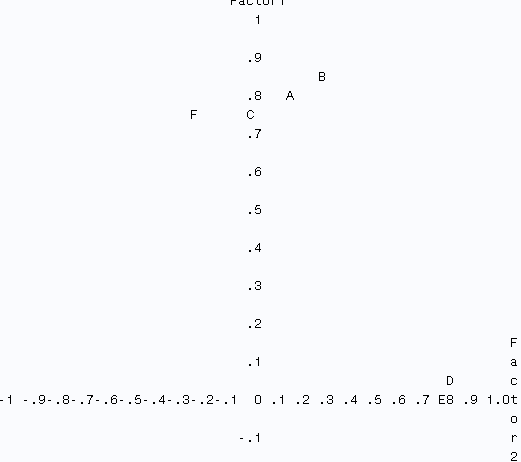 Factor1
1
.9
B
.8 A
F C
.7
.6
.5
.4
.3
.2
F
.1 a
D c
-1 -.9-.8-.7-.6-.5-.4-.3-.2-.1 0 .1 .2 .3 .4 .5 .6 .7 E8 .9 1.0t
o
-.1 r
2